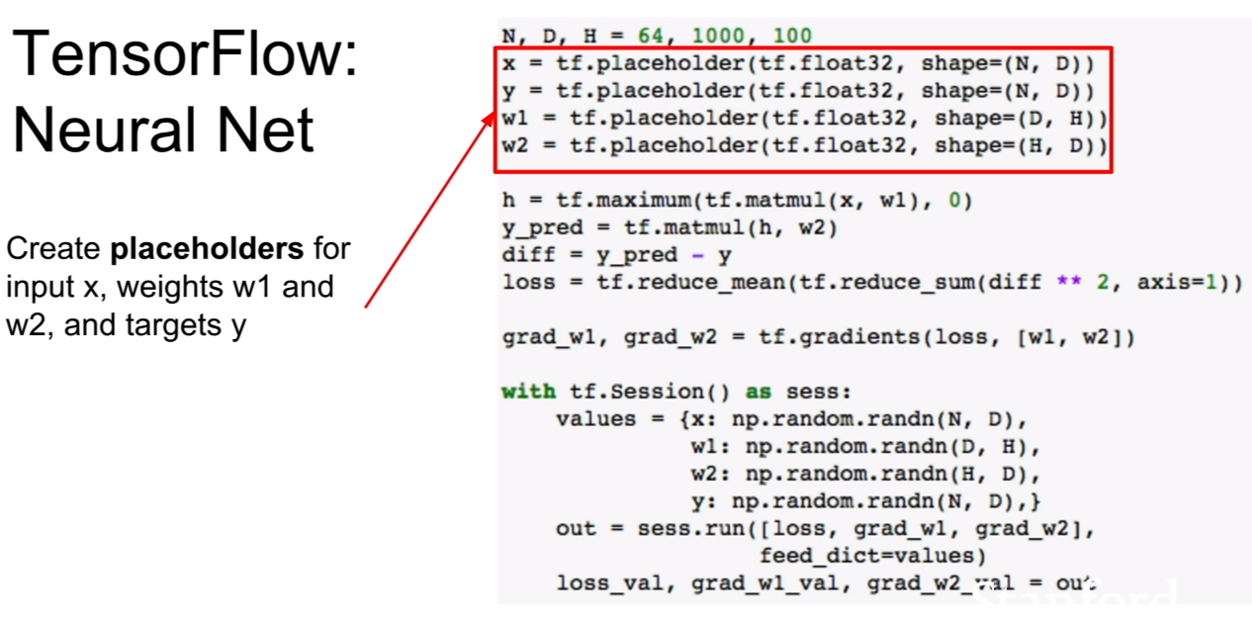 TensorFlow:
Neural Net
Create placeholders for
input x, weights w1 and
w2, and targets y
N, D, H = 64, 1000, 100
x = tf.placeholder(tf.float32, shape=(N, D))
y = tf.placeholder(tf.float32, shape=(N, D))
w1 = tf.placeholder(tf.float32, shape=(D, H))
w2 = tf.placeholder(tf.float32, shape=(H, D))
h = tf.maximum(tf.matmul(x, w1), 0)
y_pred = tf.matmul(h, w2)
diff = y_pred - y
loss = tf.reduce_mean(tf.reduce_sum(diff ** 2, axis=1))
grad_w1, grad_w2 = tf.gradients(loss, [w1, w2])
with tf.Session() as sess:
    values = {x: np.random.randn(N, D),
              w1: np.random.randn(D, H),
              w2: np.random.randn(H, D),
              y: np.random.randn(N, D),}
    out = sess.run([loss, grad_w1, grad_w2],
                   feed_dict=values)
    loss_val, grad_w1_val, grad_w2_val = out
Stanford